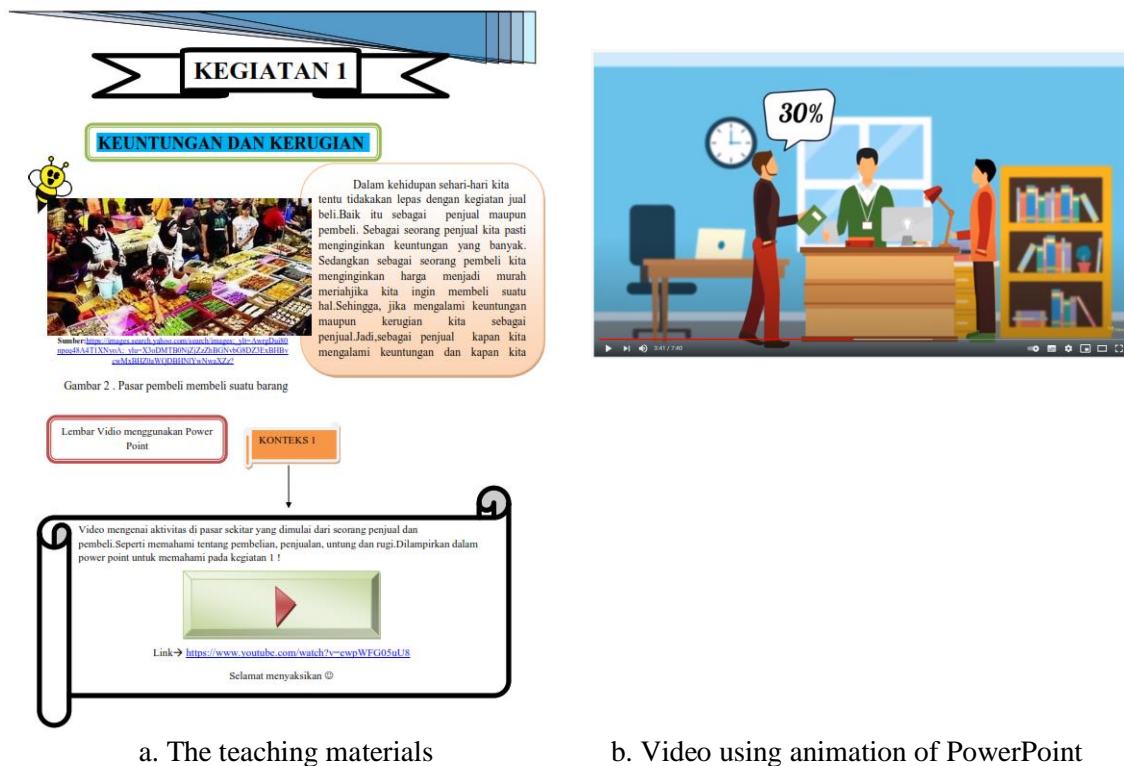 KEGIATAN 1
KEUNTUNGAN DAN KERUGIAN
Dalam kehidupan sehari-hari kita
tentu tidakakan lepas dengan kegiatan jual
beli.Baik itu sebagai penjual maupun
pembeli. Sebagai seorang penjual kita pasti
menginginkan keuntungan yang banyak.
Sedangkan sebagai seorang pembeli kita
menginginkan harga menjadi murah
meriahjika kita ingin membeli suatu
hal.Sehingga, jika mengalami keuntungan
maupun kerugian kita sebagai
penjual.Jadi,sebagai penjual kapan kita
mengalami keuntungan dan kapan kita
Sumber:
Gambar 2 . Pasar pembeli membeli suatu barang
Lembar Vidio menggunakan Power
Point
KONTEKS 1
Video mengenai aktivitas di pasar sekitar yang dimulai dari seorang penjual dan
pembeli.Seperti memahami tentang pembelian, penjualan, untung dan rugi.Dilampirkan dalam
power point untuk memahami pada kegiatan 1 !
Link→ https://www.youtube.com/watch?v=ewpWFG05uU8
Selamat menyaksikan ☺
a. The teaching materials
30%
3:41 / 7:40
b. Video using animation of PowerPoint